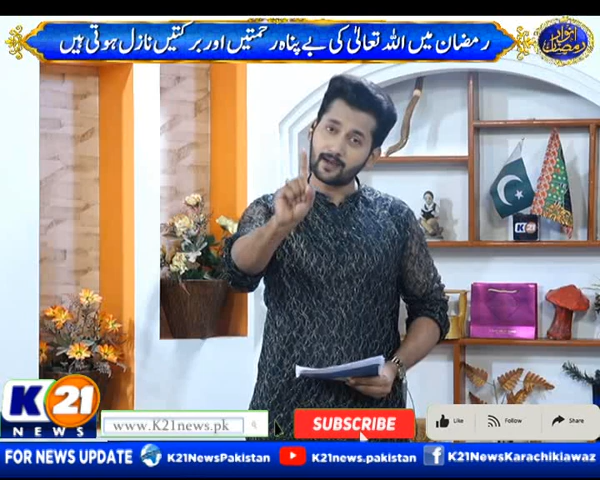 رمضان میں اللہ تعالیٰ کی بے پناہ رحمتیں اور برکتیں نازل ہوتی ہیں
انوار رمضان
K21
K21
NEWS
www.K21news.pk
SUBSCRIBE
Like
Follow
Share
FOR NEWS UPDATE
K21NewsPakistan
K21news.pakistan
K21NewsKarachikiawaz